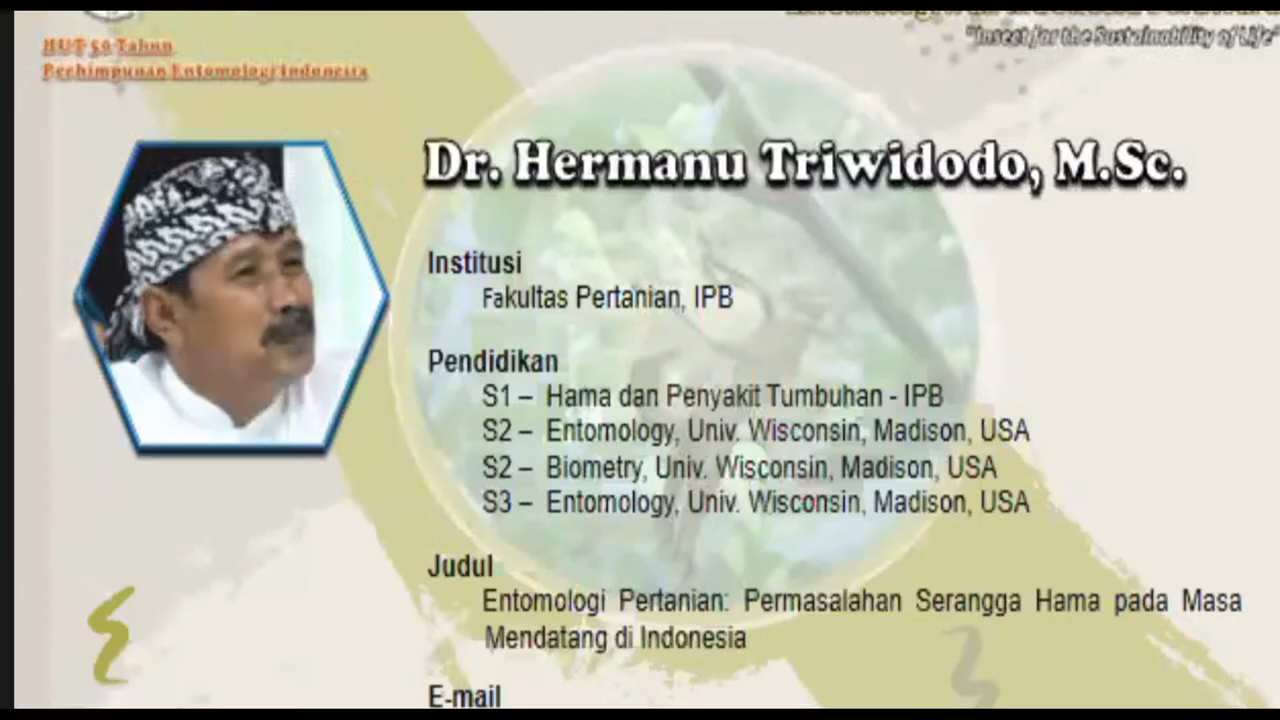 "Insect for the Sustainability of Life"
HUT 50 Tahun
Perhimpunan Entomologi Indonesia
Dr. Hermanu Triwidodo, M.Sc.
Institusi
Fakultas Pertanian, IPB
Pendidikan
S1 – Hama dan Penyakit Tumbuhan - IPB
S2 – Entomology, Univ. Wisconsin, Madison, USA
S2 – Biometry, Univ. Wisconsin, Madison, USA
S3 – Entomology, Univ. Wisconsin, Madison, USA
Judul
Entomologi Pertanian: Permasalahan Serangga Hama pada Masa
Mendatang di Indonesia
E-mail